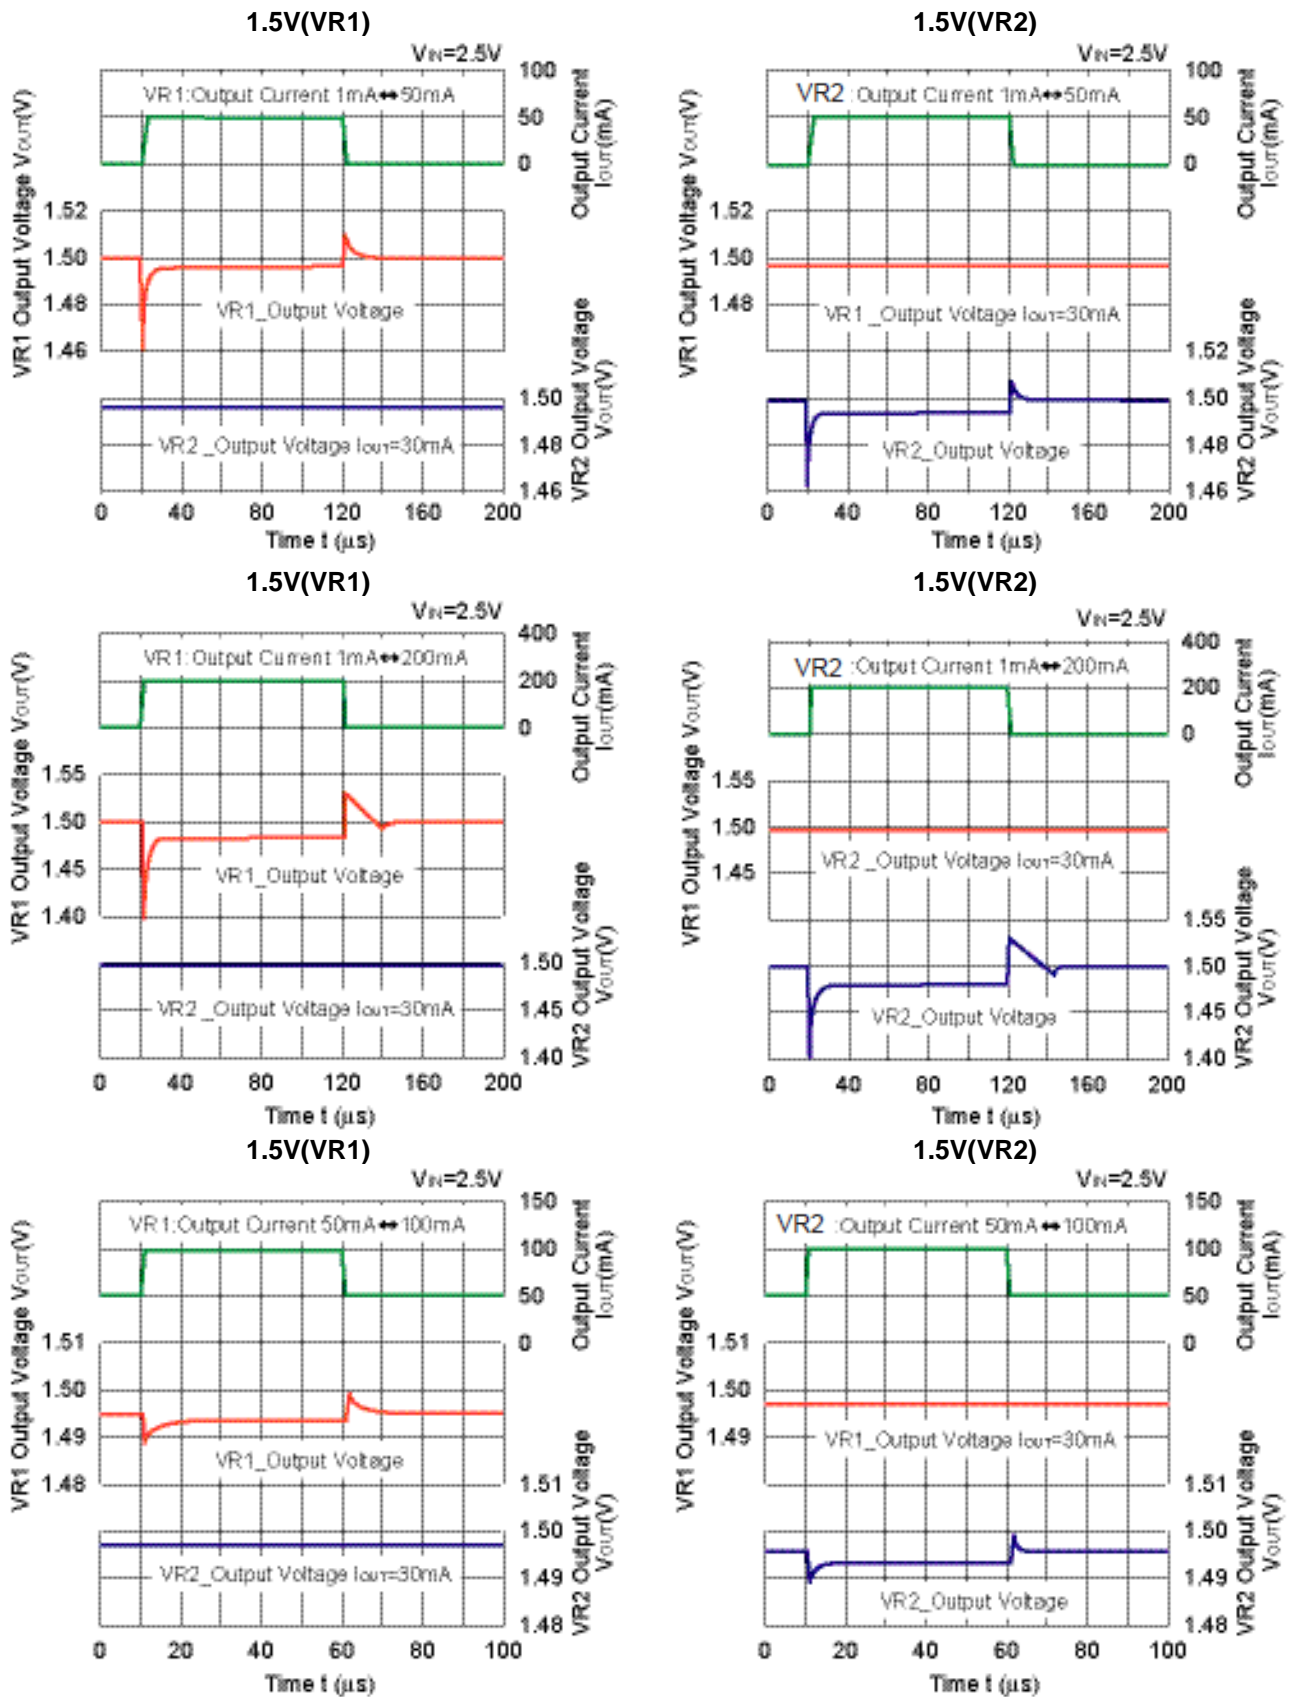 1.5V(VR1)
VIN=2.5V
VR1:Output Current 1mA↔50mA
100
50
0
Output Current
IOUT(mA)
VR1 Output Voltage VOUT(V)
1.52
1.50
1.48
1.46
VR1_Output Voltage
1.50
1.48
1.46
VR2 Output Voltage
VOUT(V)
VR2_Output Voltage IOUT=30mA
0 40 80 120 160 200
Time t (μs)
1.5V(VR2)
VIN=2.5V
VR2 :Output Current 1mA↔50mA
100
50
0
Output Current
IOUT(mA)
VR1 Output Voltage VOUT(V)
1.52
1.50
1.48
VR1_Output Voltage IOUT=30mA
1.52
1.50
1.48
1.46
VR2 Output Voltage
VOUT(V)
VR2_Output Voltage
0 40 80 120 160 200
Time t (μs)
1.5V(VR1)
VIN=2.5V
VR1:Output Current 1mA↔200mA
400
200
0
Output Current
IOUT(mA)
VR1 Output Voltage VOUT(V)
1.55
1.50
1.45
1.40
VR1_Output Voltage
1.50
1.45
1.40
VR2 Output Voltage
VOUT(V)
VR2_Output Voltage IOUT=30mA
0 40 80 120 160 200
Time t (μs)
1.5V(VR2)
VIN=2.5V
VR2 :Output Current 1mA↔200mA
400
200
0
Output Current
IOUT(mA)
VR1 Output Voltage VOUT(V)
1.55
1.50
1.45
VR2_Output Voltage IOUT=30mA
1.55
1.50
1.45
1.40
VR2 Output Voltage
VOUT(V)
VR2_Output Voltage
0 40 80 120 160 200
Time t (μs)
1.5V(VR1)
VIN=2.5V
VR1:Output Current 50mA↔100mA
150
100
50
0
Output Current
IOUT(mA)
VR1 Output Voltage VOUT(V)
1.51
1.50
1.49
1.48
VR1_Output Voltage
1.51
1.50
1.49
1.48
VR2 Output Voltage
VOUT(V)
VR2_Output Voltage IOUT=30mA
0 20 40 60 80 100
Time t (μs)
1.5V(VR2)
VIN=2.5V
VR2 :Output Current 50mA↔100mA
150
100
50
0
Output Current
IOUT(mA)
VR1 Output Voltage VOUT(V)
1.51
1.50
1.49
VR1_Output Voltage IOUT=30mA
1.51
1.50
1.49
1.48
VR2 Output Voltage
VOUT(V)
VR2_Output Voltage
0 20 40 60 80 100
Time t (μs)